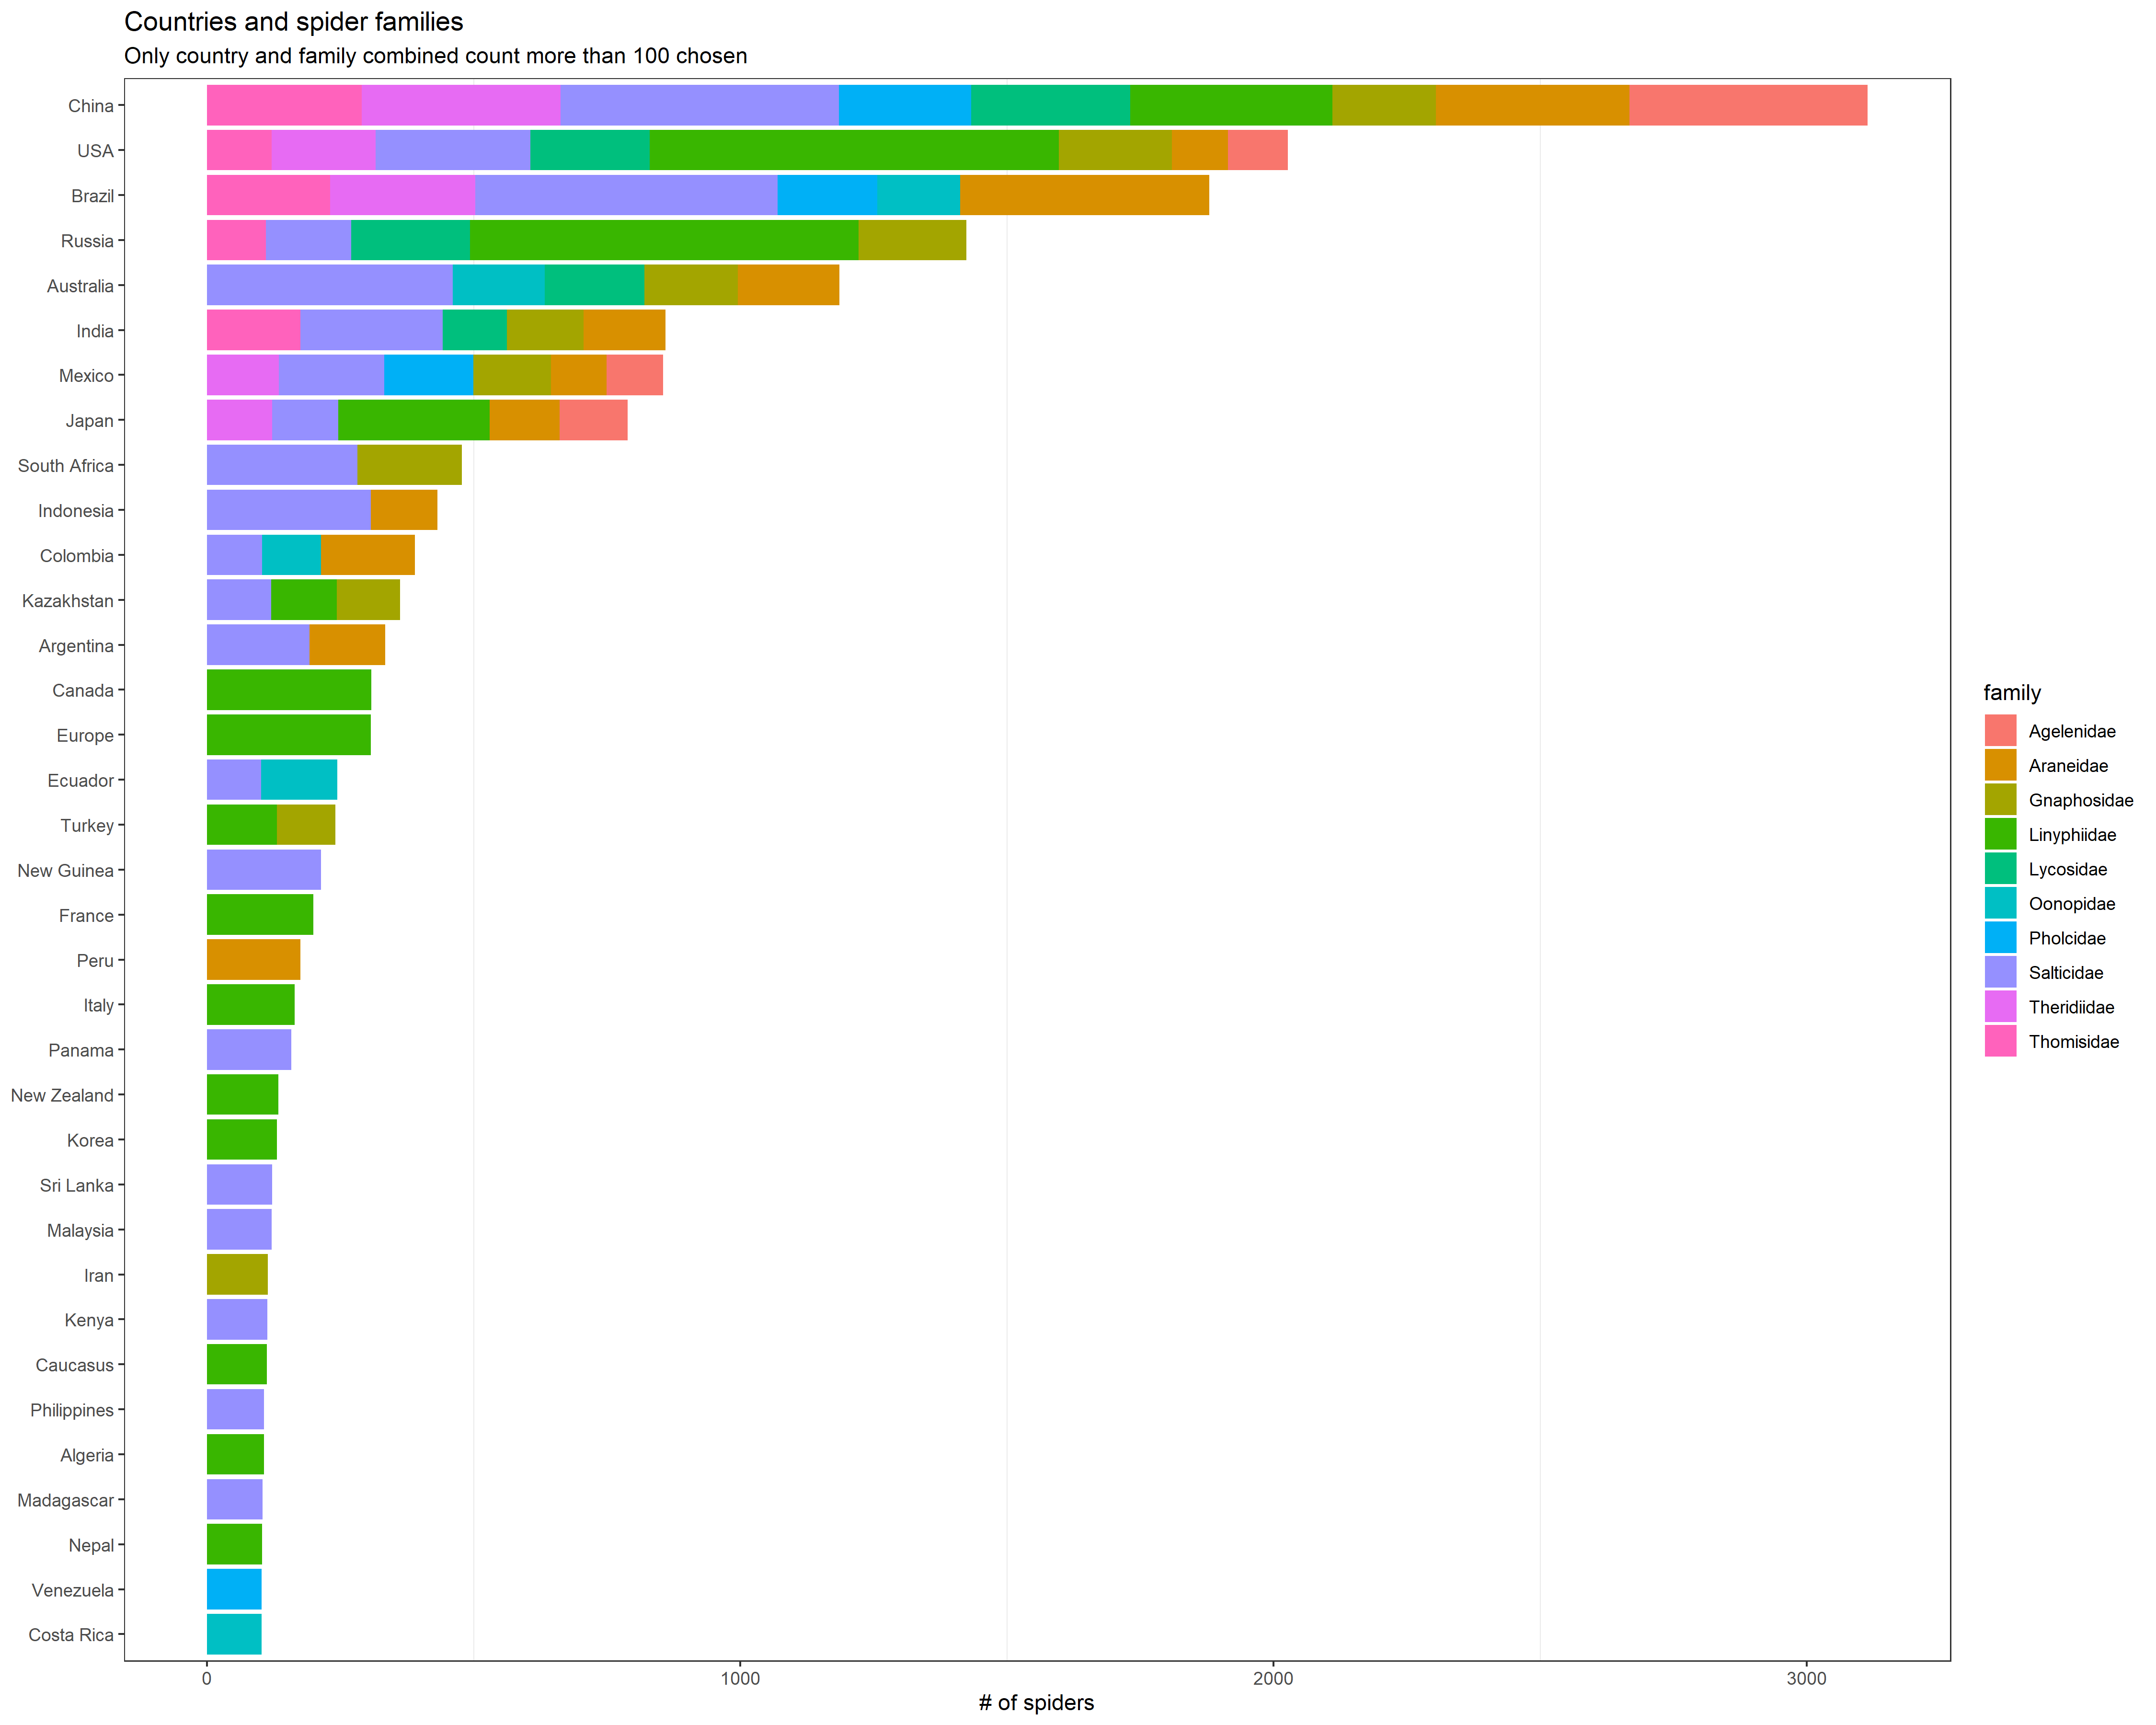 Countries and spider families
Only country and family combined count more than 100 chosen
China
USA
Brazil
Russia
Australia
India
Mexico
Japan
South Africa
Indonesia
Colombia
Kazakhstan
Argentina
Canada
Europe
Ecuador
Turkey
New Guinea
France
Peru
Italy
Panama
New Zealand
Korea
Sri Lanka
Malaysia
Iran
Kenya
Caucasus
Philippines
Algeria
Madagascar
Nepal
Venezuela
Costa Rica
0 1000 2000 3000
# of spiders
family
Agelenidae
Araneidae
Gnaphosidae
Linyphiidae
Lycosidae
Oonopidae
Pholcidae
Salticidae
Theridiidae
Thomisidae